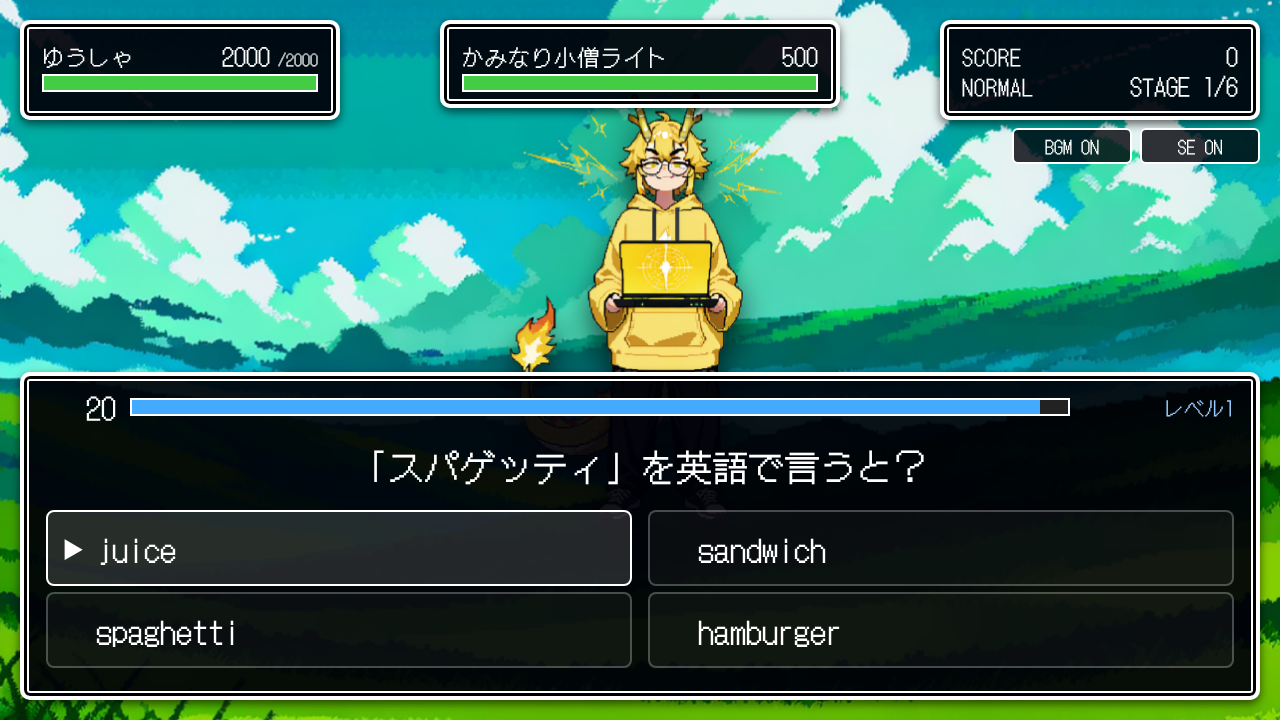 ゆうしゃ 2000 /2000
かみなり小僧ライト 500
SCORE 0
NORMAL STAGE 1/6
BGM ON SE ON
20 レベル1
「スパゲッティ」を英語で言うと?
▶ juice sandwich
spaghetti hamburger